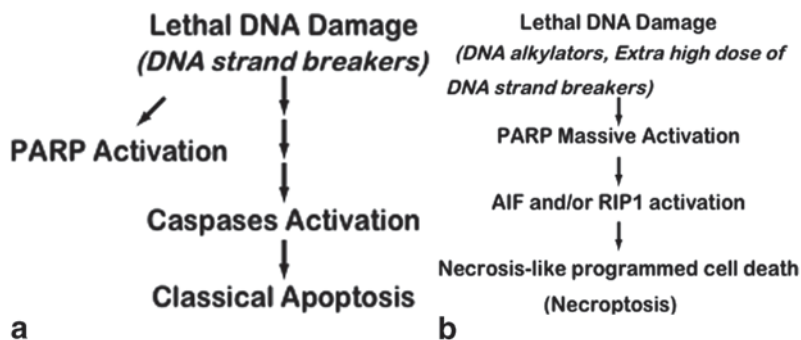 Lethal DNA Damage
(DNA strand breakers)
PARP Activation
Caspases Activation
Classical Apoptosis
a
Lethal DNA Damage
(DNA alkylators, Extra high dose of
DNA strand breakers)
PARP Massive Activation
AIF and/or RIP1 activation
Necrosis-like programmed cell death
(Necroptosis)
b